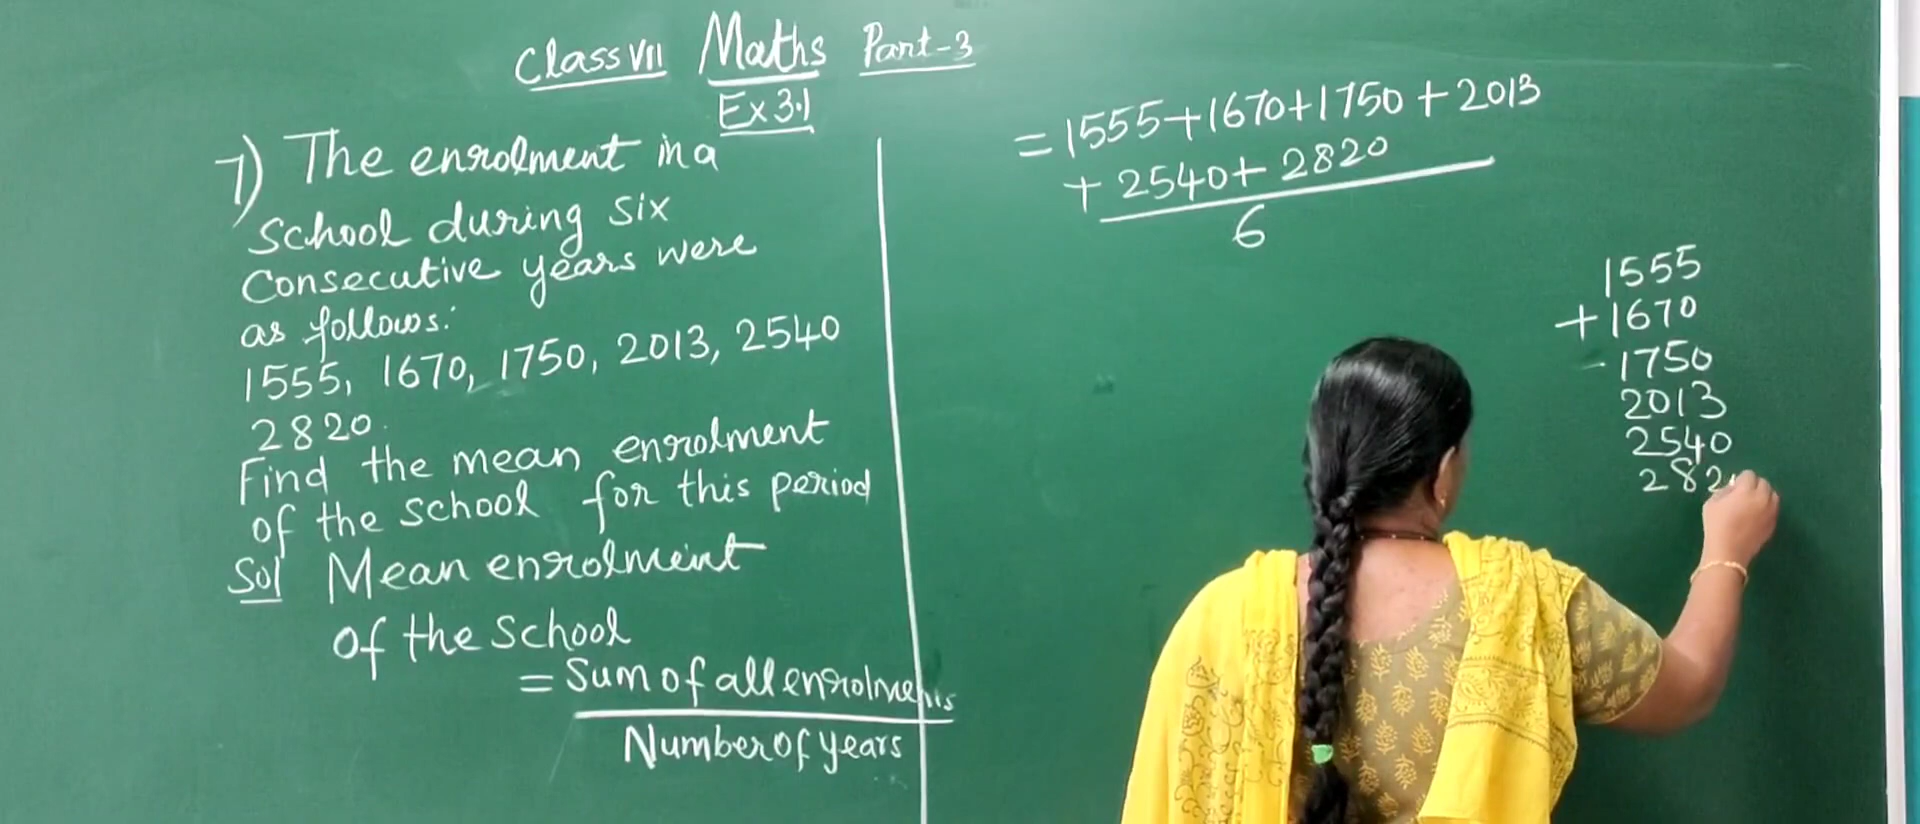 Class VII Maths Part-3
Ex 3.1
7) The enrolment in a
school during six
Consecutive years were
as follows:
1555, 1670, 1750, 2013, 2540
2820.
Find the mean enrolment
of the school for this period
Sol Mean enrolment
of the school
= Sum of all enrolments
Number of years
= 1555 + 1670 + 1750 + 2013
+ 2540 + 2820
6
1555
+ 1670
1750
2013
2540
282